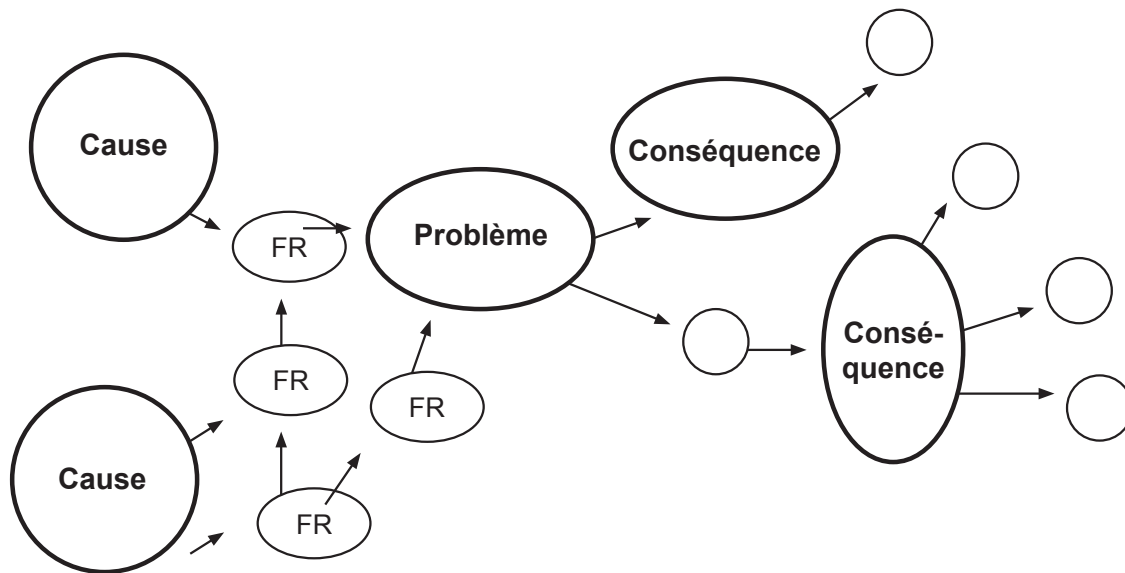 Cause
Conséquence
FR
Problème
Consé-
quence
FR
FR
Cause
FR